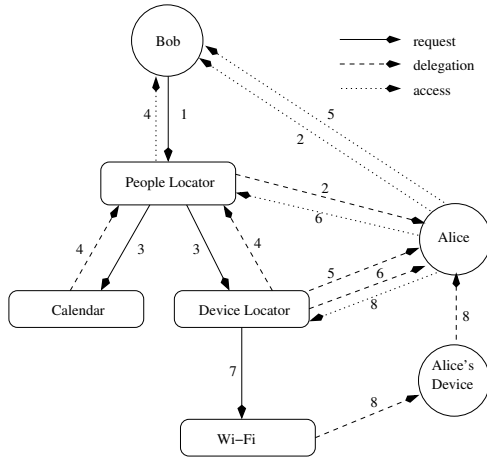 Bob
request
delegation
access
1
4
5
2
People Locator
2
6
Alice
4
3
3
4
5
6
8
8
Calendar
Device Locator
7
Alice's
Device
8
Wi–Fi